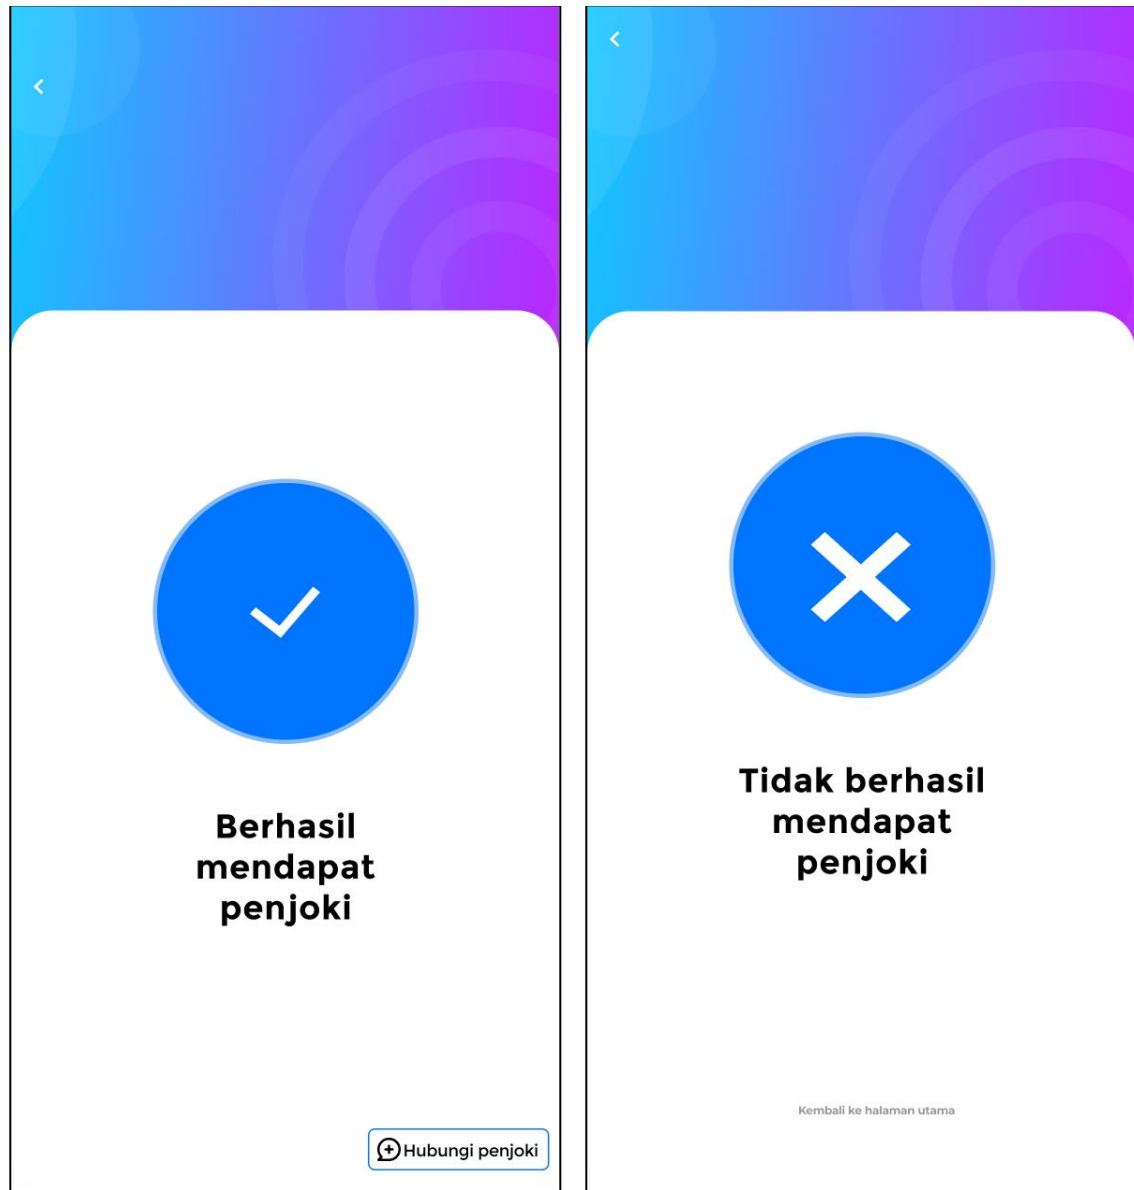 Berhasil
mendapat
penjoki
Hubungi penjoki
Tidak berhasil
mendapat
penjoki
Kembali ke halaman utama